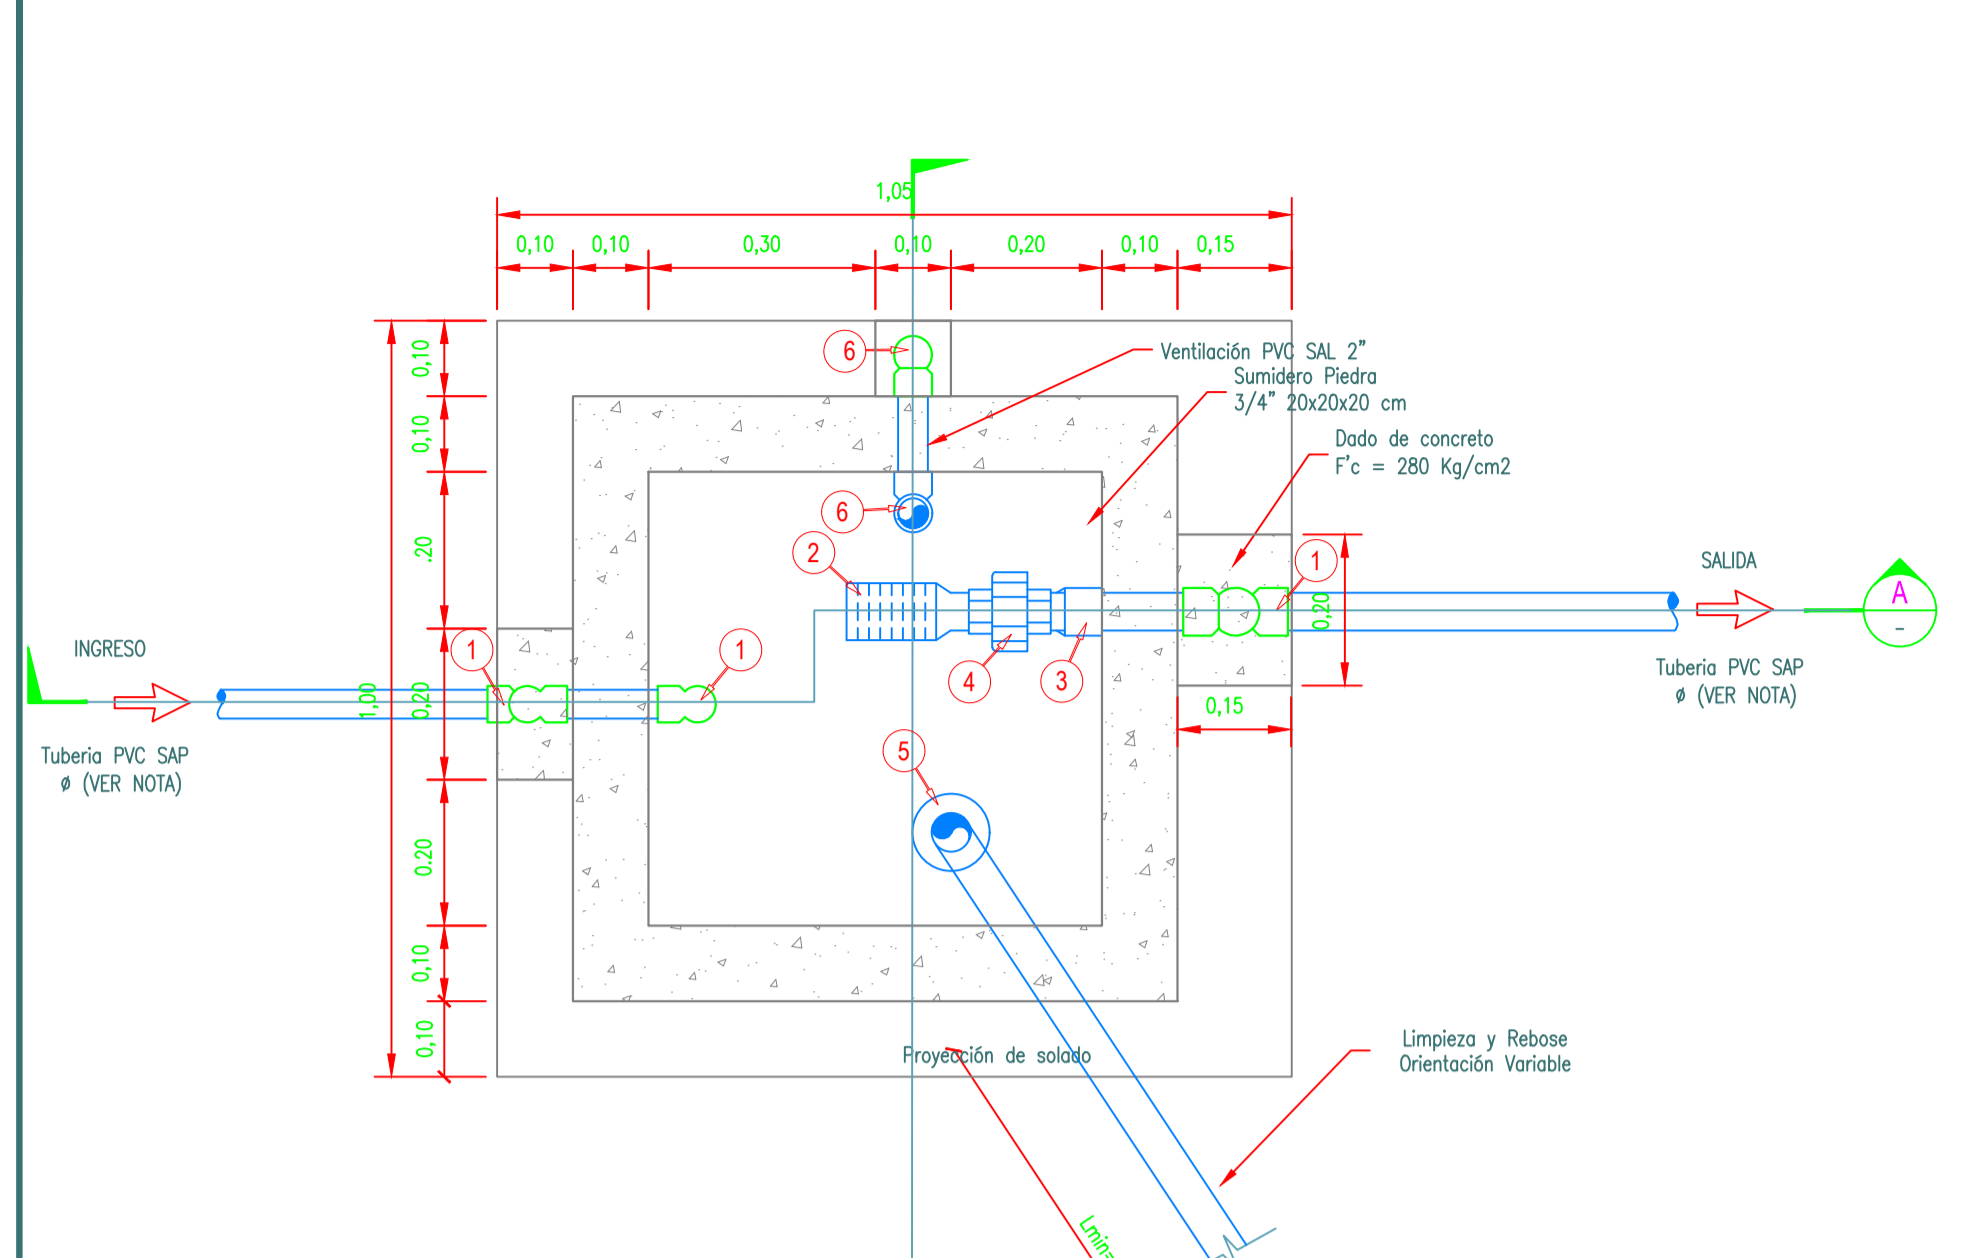 1,05
0,10
0,10
0,30
0,10
0,20
0,10
0,15
0,10
6
Ventilación PVC SAL 2"
Sumidero Piedra
3/4" 20x20x20 cm
0,10
Dado de concreto
F'c = 280 Kg/cm2
6
.20
2
1
SALIDA
A
-
0,20
INGRESO
1
1
4
3
Tuberia PVC SAP
ø (VER NOTA)
1,00
0,20
0,15
Tuberia PVC SAP
ø (VER NOTA)
5
0.20
0,10
0,10
Proyección de solado
Limpieza y Rebose
Orientación Variable
Lmin=